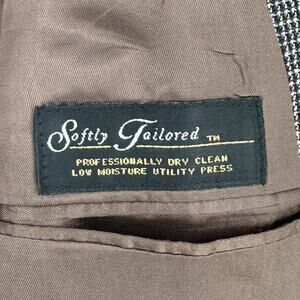 Softly Tailored TM
PROFESSIONALLY DRY CLEAN
LOW MOISTURE UTILITY PRESS